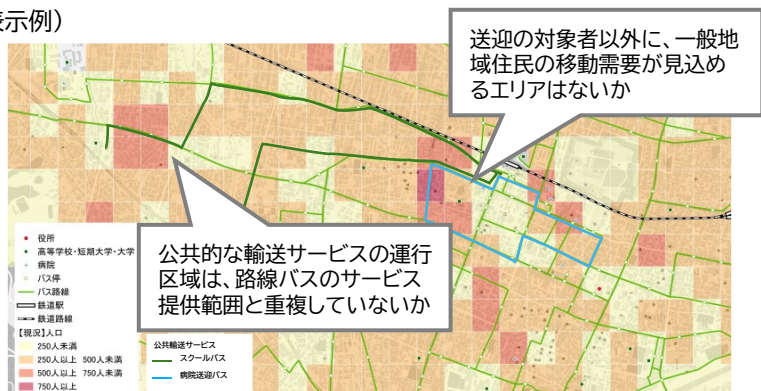 表示例）
送迎の対象者以外に、一般地
域住民の移動需要が見込め
るエリアはないか
公共的な輸送サービスの運行
区域は、路線バスのサービス
提供範囲と重複していないか
役所
高等学校・短期大学・大学
病院
バス停
バス路線
鉄道駅
鉄道路線
【現況】人口
250人未満
250人以上 500人未満
500人以上 750人未満
750人以上
公共輸送サービス
スクールバス
病院送迎バス